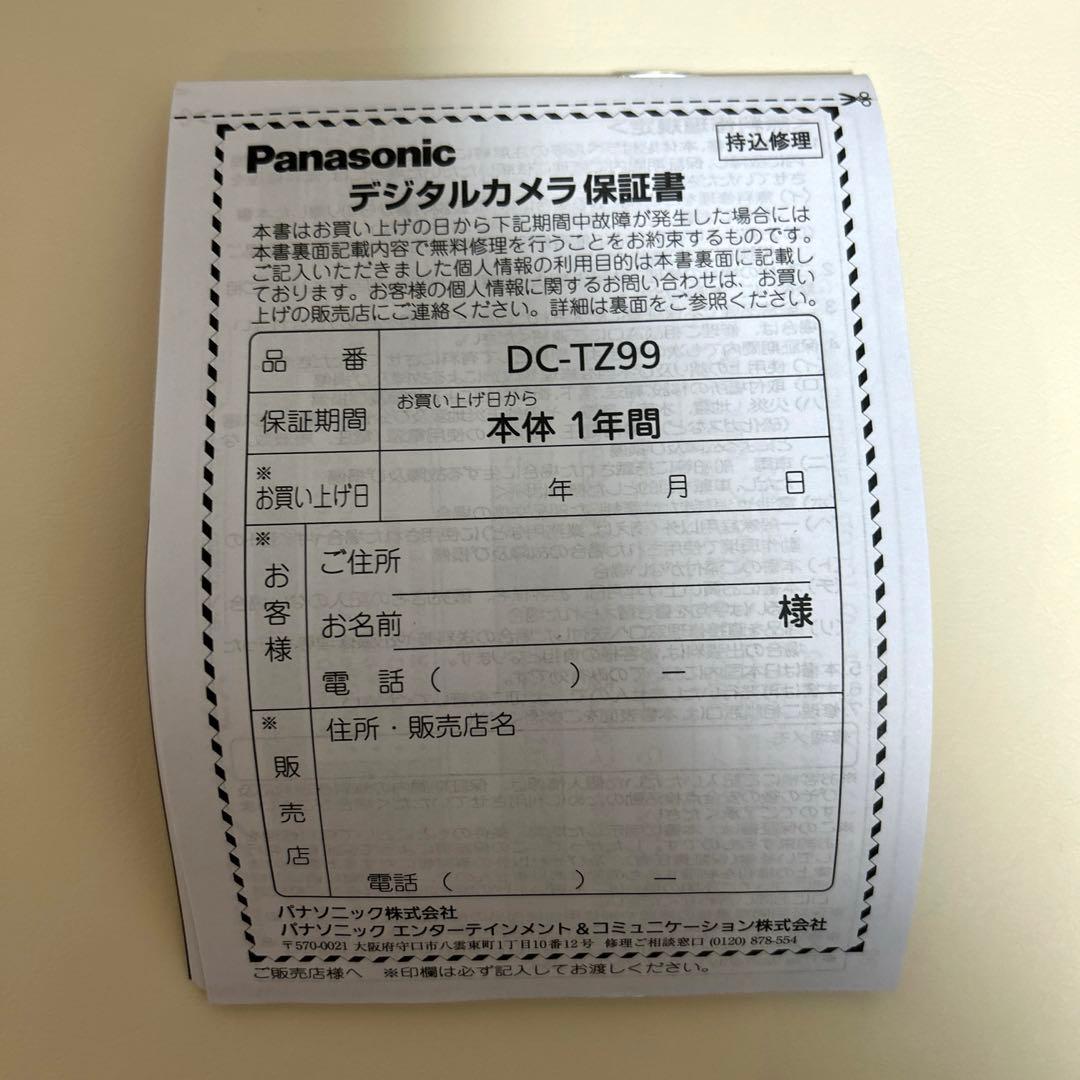 Panasonic
持込修理
デジタルカメラ 保証書
本書はお買い上げの日から下記期間中故障が発生した場合には
本書裏面記載内容で無料修理を行うことをお約束するものです。
ご記入いただきました個人情報の利用目的は本書裏面に記載し
ております。お客様の個人情報に関するお問い合わせは、お買い
上げの販売店にご連絡ください。詳細は裏面をご参照ください。
品 番 DC-TZ99
保証期間 お買い上げ日から
本体 1年間
※
お買い上げ日 年 月 日
※
お客様
ご住所
お名前 様
電 話 ( ) ー
※
販売店
住所・販売店名
電話 ( ) ー
パナソニック株式会社
パナソニック エンターテインメント&コミュニケーション株式会社
〒570-0021 大阪府守口市八雲東町1丁目10番12号 修理ご相談窓口 (0120) 878-554
ご販売店様へ ※印欄は必ず記入してお渡しください。